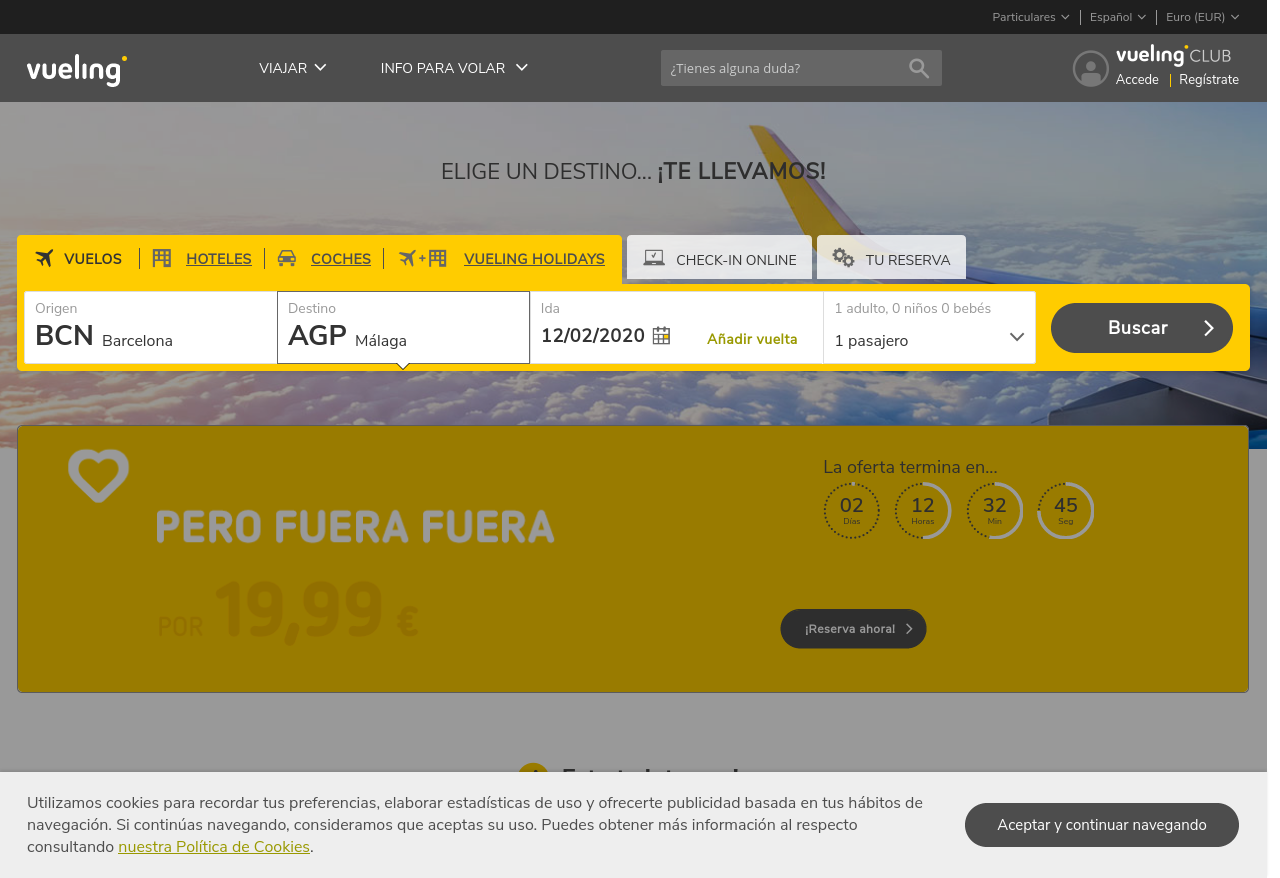 Particulares Español Euro (EUR)
vueling VIAJAR INFO PARA VOLAR ¿Tienes alguna duda? vueling CLUB
Accede Regístrate
ELIGE UN DESTINO... ¡TE LLEVAMOS!
VUELOS HOTELES COCHES + VUELING HOLIDAYS CHECK-IN ONLINE TU RESERVA
Origen Destino Ida 1 adulto, 0 niños 0 bebés
BCN Barcelona AGP Málaga 12/02/2020 Añadir vuelta 1 pasajero Buscar
La oferta termina en...
02 12 32 45
Días Horas Min Seg
PERO FUERA FUERA
POR 19,99 €
¡Reserva ahora!
Utilizamos cookies para recordar tus preferencias, elaborar estadísticas de uso y ofrecerte publicidad basada en tus hábitos de
navegación. Si continúas navegando, consideramos que aceptas su uso. Puedes obtener más información al respecto
consultando nuestra Política de Cookies.
Aceptar y continuar navegando